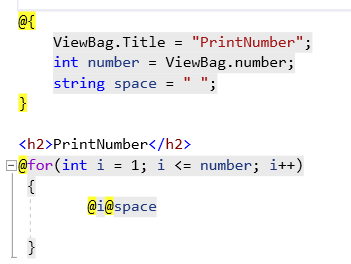 @{
ViewBag.Title = "PrintNumber";
int number = ViewBag.number;
string space = " ";
}
<h2>PrintNumber</h2>
@for(int i = 1; i <= number; i++)
{
@i@space
}